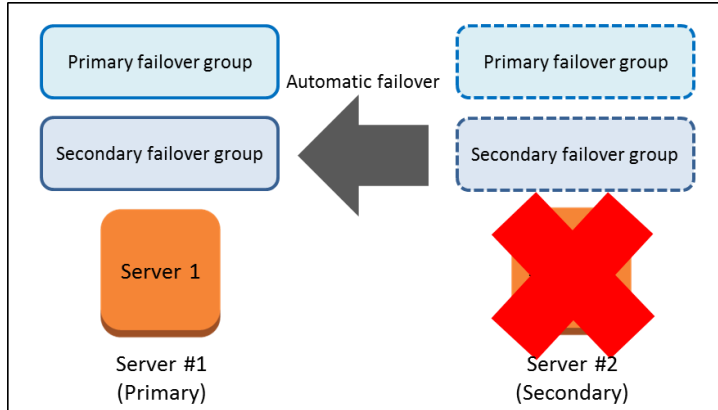 Primary failover group
Automatic failover
Primary failover group
Secondary failover group
Secondary failover group
Server 1
Server #1
(Primary)
Server #2
(Secondary)